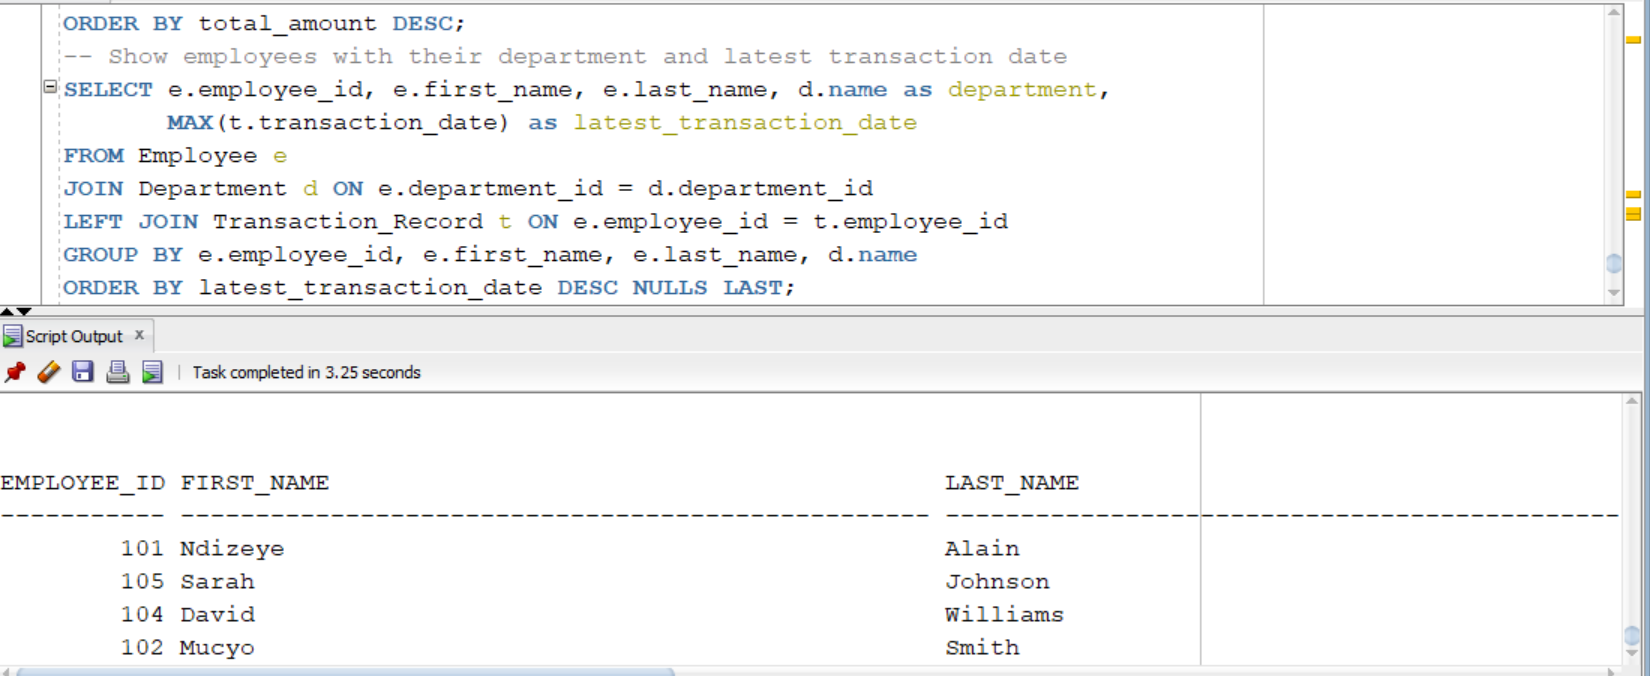 ORDER BY total_amount DESC;
-- Show employees with their department and latest transaction date
SELECT e.employee_id, e.first_name, e.last_name, d.name as department,
MAX(t.transaction_date) as latest_transaction_date
FROM Employee e
JOIN Department d ON e.department_id = d.department_id
LEFT JOIN Transaction_Record t ON e.employee_id = t.employee_id
GROUP BY e.employee_id, e.first_name, e.last_name, d.name
ORDER BY latest_transaction_date DESC NULLS LAST;
Script Output x
Task completed in 3.25 seconds
EMPLOYEE_ID FIRST_NAME LAST_NAME
----------- -------------------------------------------------- ---------------------------------------------
101 Ndizeye Alain
105 Sarah Johnson
104 David Williams
102 Mucyo Smith